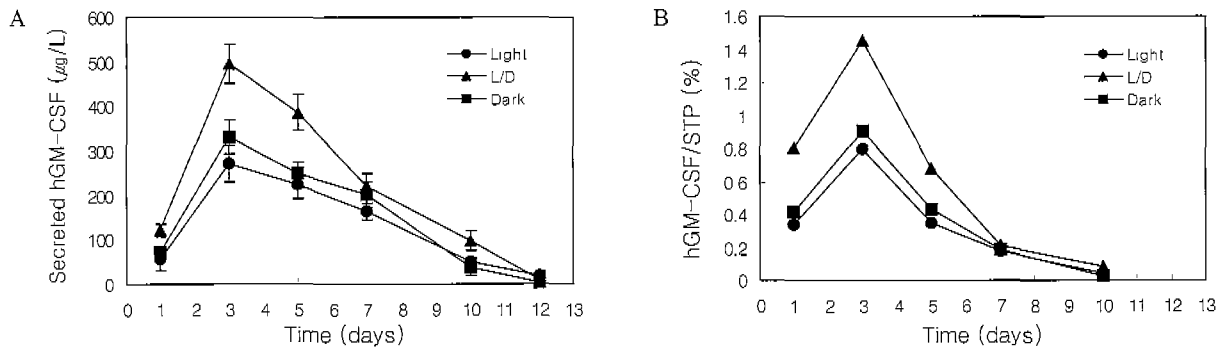 A
Secreted hGM-CSF (μg/L)
600
500
400
300
200
100
0
Light
L/D
Dark
0 1 2 3 4 5 6 7 8 9 10 11 12 13
Time (days)
B
hGM-CSF/STP (%)
1.6
1.4
1.2
1
0.8
0.6
0.4
0.2
0
Light
L/D
Dark
0 1 2 3 4 5 6 7 8 9 10 11 12 13
Time (days)